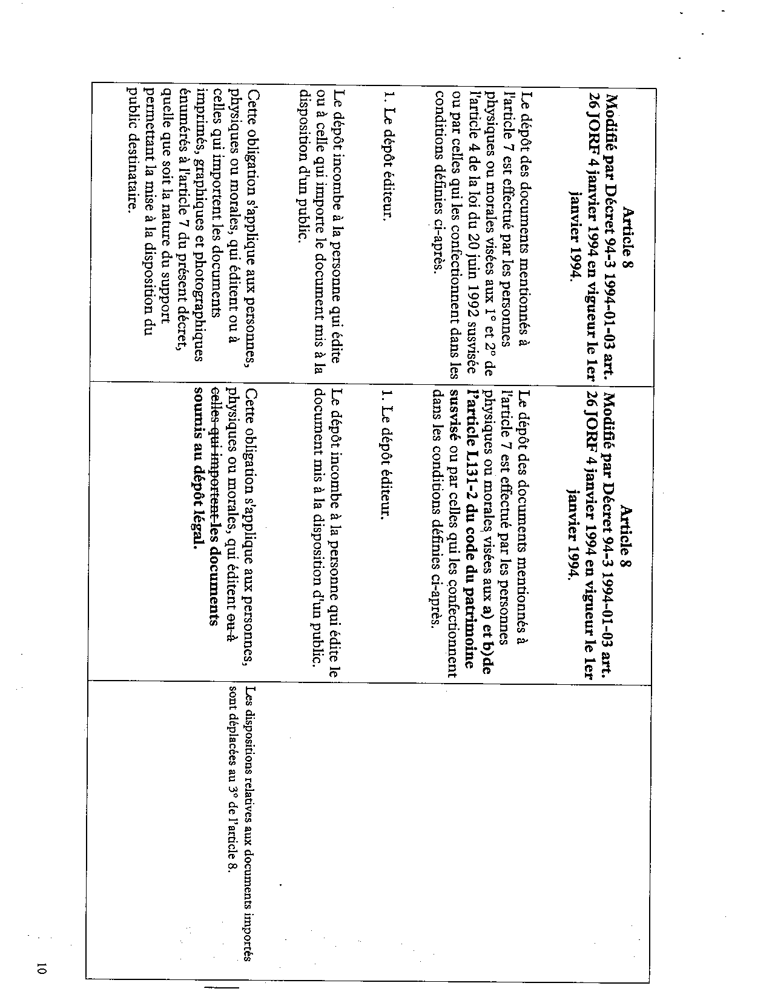 Article 8
Modifié par Décret 94-3 1994-01-03 art.
26 JORF 4 janvier 1994 en vigueur le 1er
janvier 1994.
Le dépôt des documents mentionnés à
l'article 7 est effectué par les personnes
physiques ou morales visées aux 1° et 2° de
l'article 4 de la loi du 20 juin 1992 susvisée
ou par celles qui les confectionnent dans les
conditions définies ci-après.
1. Le dépôt éditeur.
Le dépôt incombe à la personne qui édite
ou à celle qui importe le document mis à la
disposition d'un public.
Cette obligation s'applique aux personnes,
physiques ou morales, qui éditent ou à
celles qui importent les documents
imprimés, graphiques et photographiques
énumérés à l'article 7 du présent décret,
quelle que soit la nature du support
permettant la mise à la disposition du
public destinataire.
Article 8
Modifié par Décret 94-3 1994-01-03 art.
26 JORF 4 janvier 1994 en vigueur le 1er
janvier 1994.
Le dépôt des documents mentionnés à
l'article 7 est effectué par les personnes
physiques ou morales visées aux a) et b)de
l'article L131-2 du code du patrimoine
susvisé ou par celles qui les confectionnent
dans les conditions définies ci-après.
1. Le dépôt éditeur.
Le dépôt incombe à la personne qui édite le
document mis à la disposition d'un public.
Cette obligation s'applique aux personnes,
physiques ou morales, qui éditent ou à
celles qui importent les documents
soumis au dépôt légal.
Les dispositions relatives aux documents importés
sont déplacées au 3° de l'article 8.
10